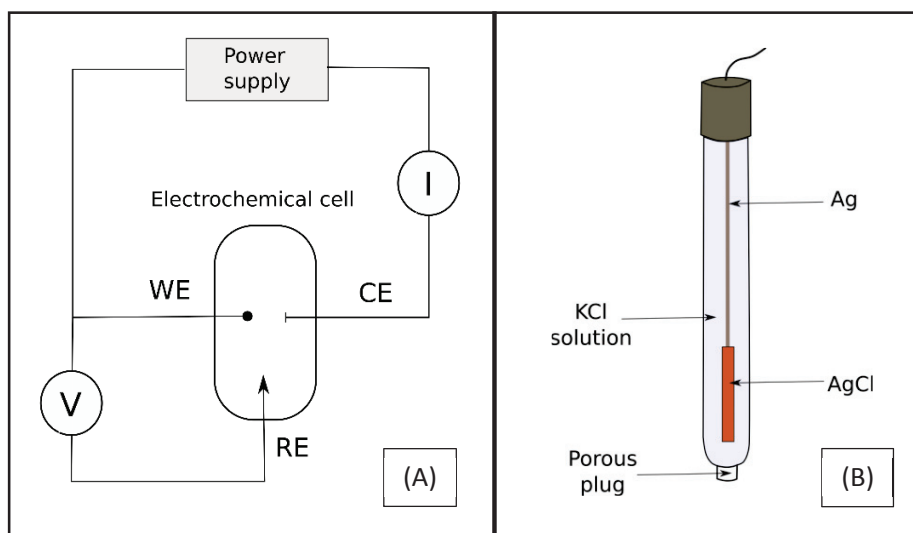 Power
supply
I
Electrochemical cell
WE
CE
V
RE
(A)
Ag
KCl
solution
AgCl
Porous
plug
(B)